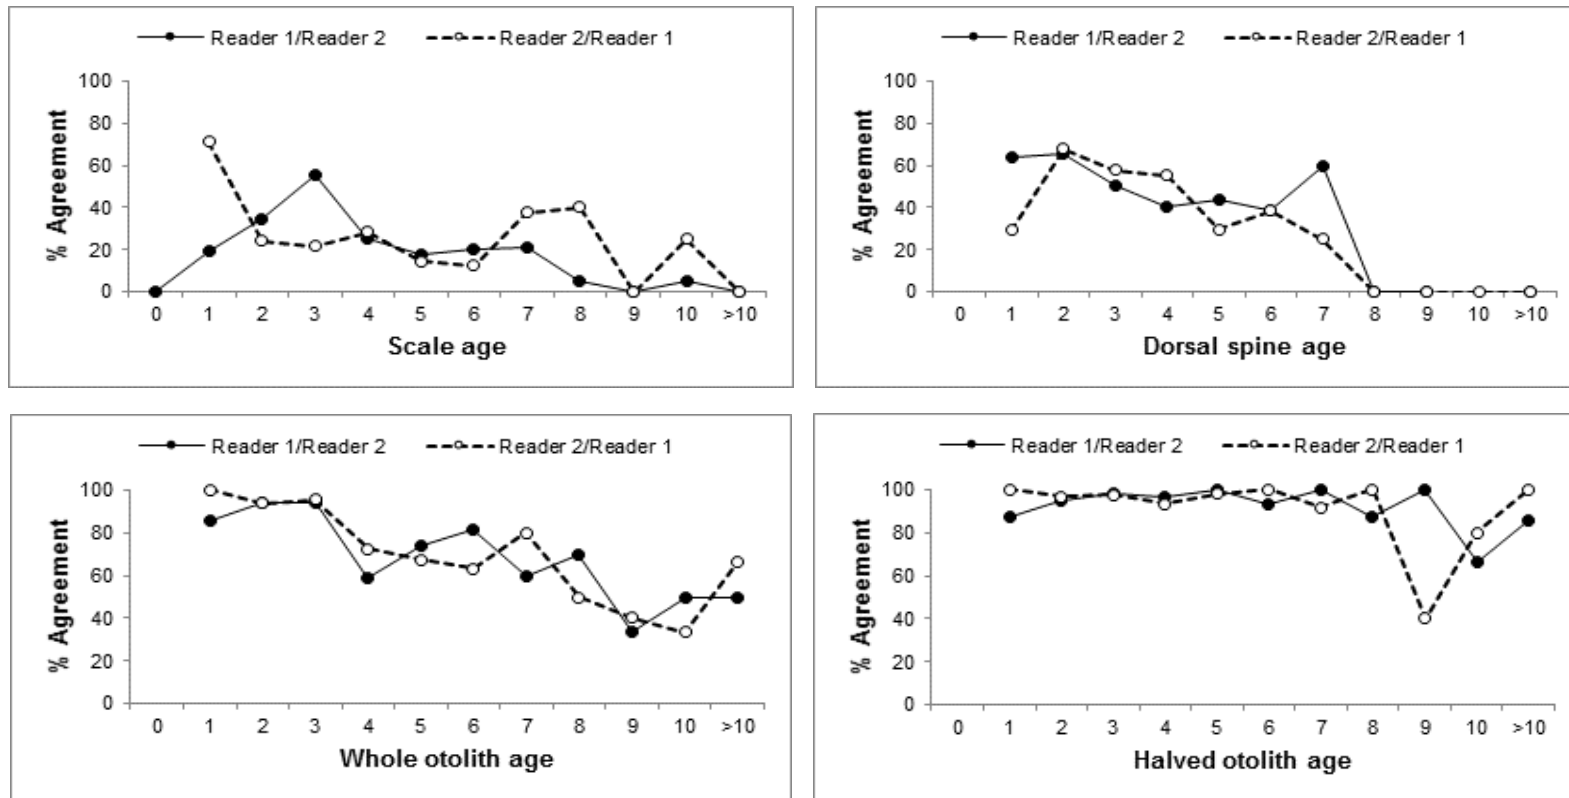 Reader 1/Reader 2 Reader 2/Reader 1
100
80
60
40
20
0
% Agreement
0 1 2 3 4 5 6 7 8 9 10 >10
Scale age
Reader 1/Reader 2 Reader 2/Reader 1
100
80
60
40
20
0
% Agreement
0 1 2 3 4 5 6 7 8 9 10 >10
Dorsal spine age
Reader 1/Reader 2 Reader 2/Reader 1
100
80
60
40
20
0
% Agreement
0 1 2 3 4 5 6 7 8 9 10 >10
Whole otolith age
Reader 1/Reader 2 Reader 2/Reader 1
100
80
60
40
20
0
% Agreement
0 1 2 3 4 5 6 7 8 9 10 >10
Halved otolith age